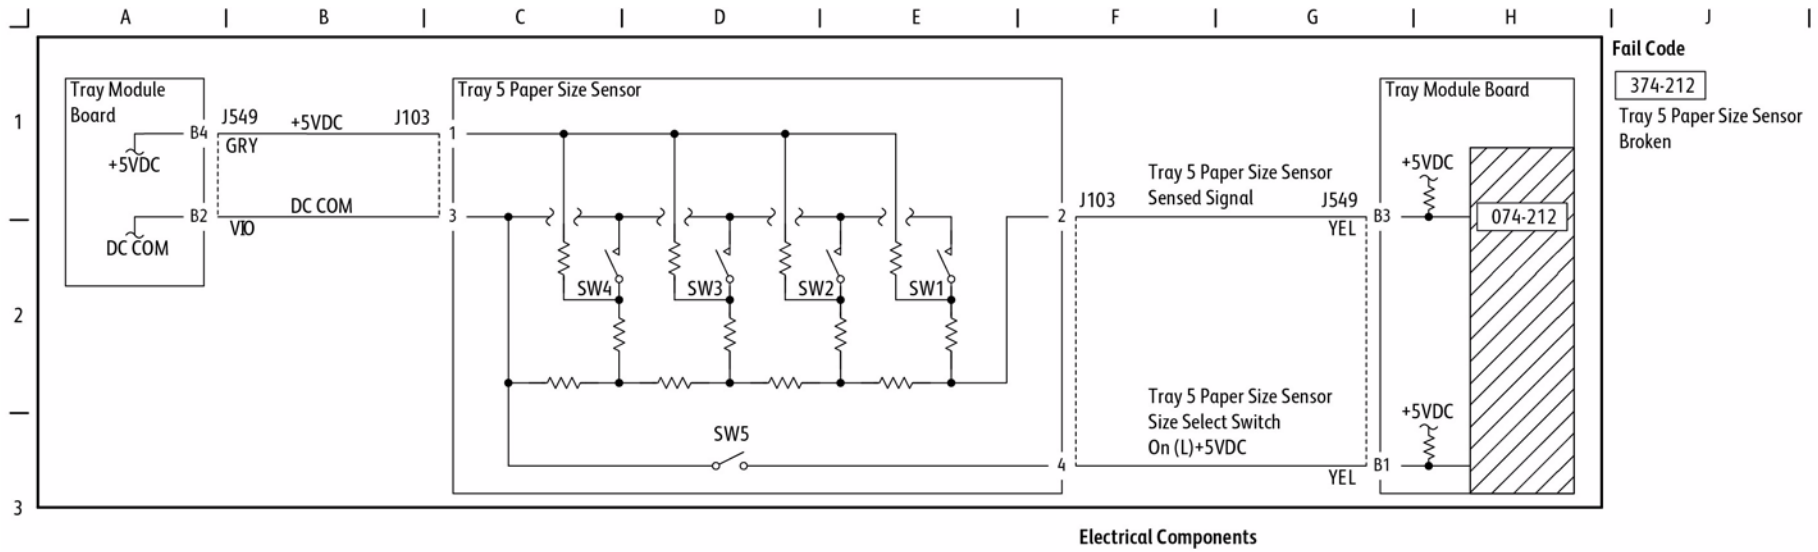 A B C D E F G H J
Fail Code
374-212
Tray 5 Paper Size Sensor
Broken
1
2
3
Tray Module
Board
+5VDC
DC COM
B4
B2
J549
+5VDC
J103
GRY
DC COM
VIO
Tray 5 Paper Size Sensor
1
3
2
4
SW4
SW3
SW2
SW1
SW5
J103
Tray 5 Paper Size Sensor
Sensed Signal
J549
YEL
Tray 5 Paper Size Sensor
Size Select Switch
On (L)+5VDC
YEL
Tray Module Board
+5VDC
B3
074-212
+5VDC
B1
Electrical Components